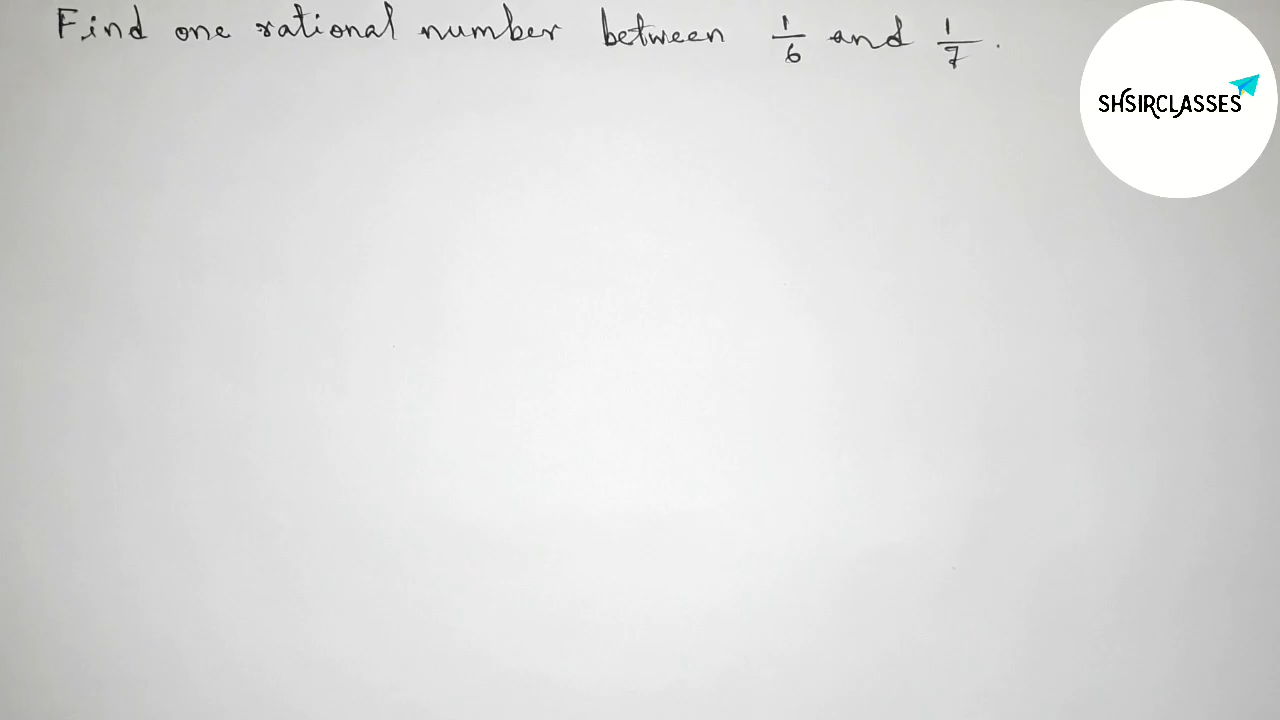 Find one rational number between 1/6 and 1/7.
SHSIRCLASSES